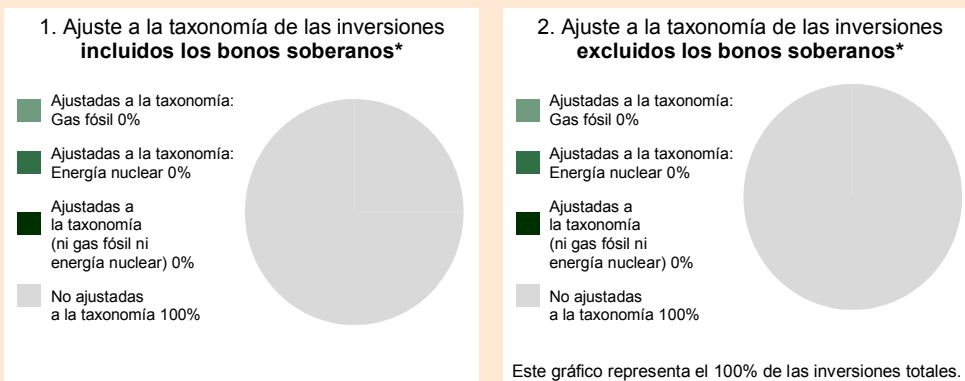 1. Ajuste a la taxonomía de las inversiones
incluidos los bonos soberanos*
Ajustadas a la taxonomía:
Gas fósil 0%
Ajustadas a la taxonomía:
Energía nuclear 0%
Ajustadas a
la taxonomía
(ni gas fósil ni
energía nuclear) 0%
No ajustadas
a la taxonomía 100%
2. Ajuste a la taxonomía de las inversiones
excluidos los bonos soberanos*
Ajustadas a la taxonomía:
Gas fósil 0%
Ajustadas a la taxonomía:
Energía nuclear 0%
Ajustadas a
la taxonomía
(ni gas fósil ni
energía nuclear) 0%
No ajustadas
a la taxonomía 100%
Este gráfico representa el 100% de las inversiones totales.